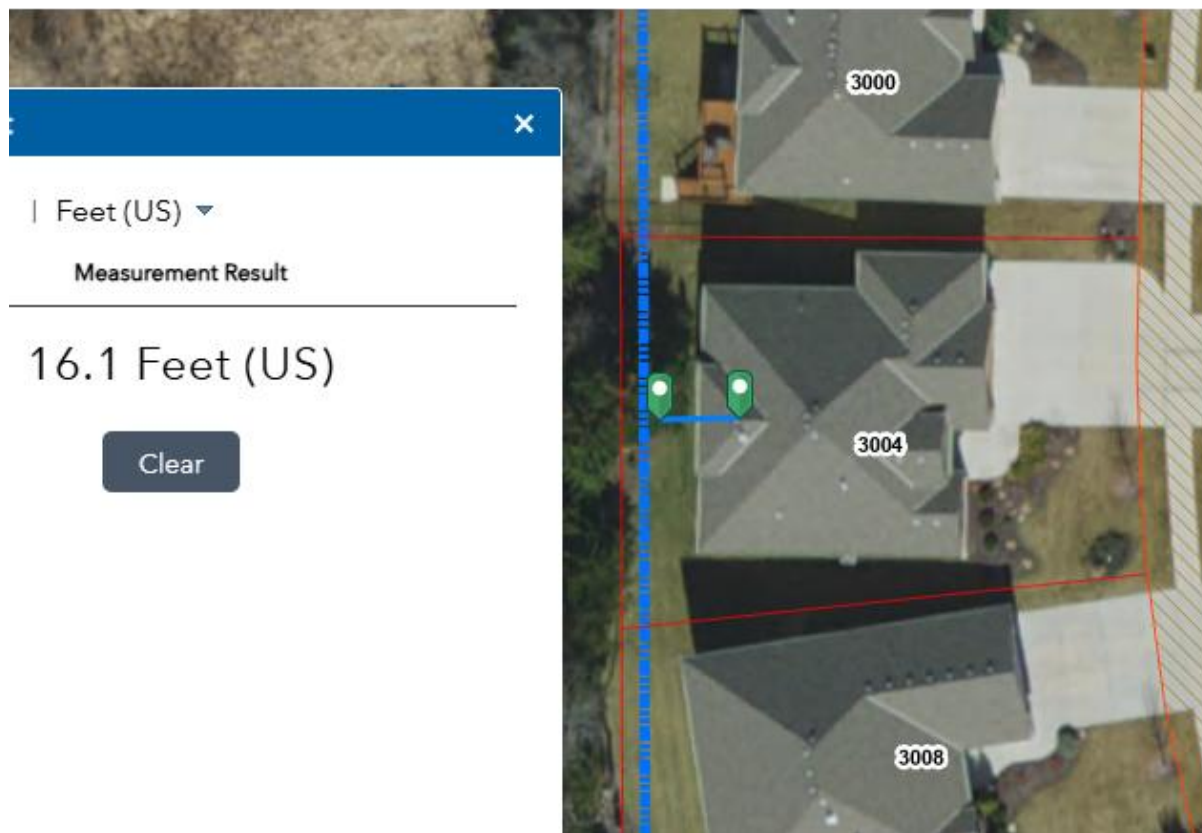 | Feet (US)
Measurement Result
16.1 Feet (US)
Clear
3000
3004
3008